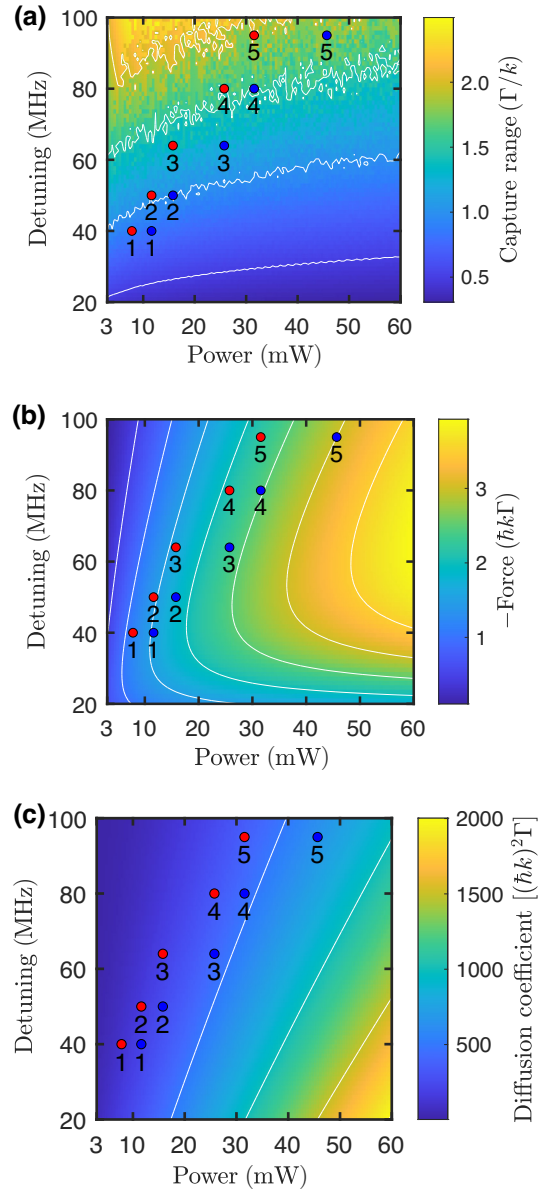 (a)
100
80
60
40
20
Detuning (MHz)
5 5
4 4
3 3
2 2
1 1
3 10 20 30 40 50 60
Power (mW)
2.0
1.5
1.0
0.5
Capture range (Γ/k)
(b)
100
80
60
40
20
Detuning (MHz)
5 5
4 4
3 3
2 2
1 1
3 10 20 30 40 50 60
Power (mW)
3
2
1
−Force (ħkΓ)
(c)
100
80
60
40
20
Detuning (MHz)
5 5
4 4
3 3
2 2
1 1
3 10 20 30 40 50 60
Power (mW)
2000
1500
1000
500
Diffusion coefficient [(ħk)²Γ]